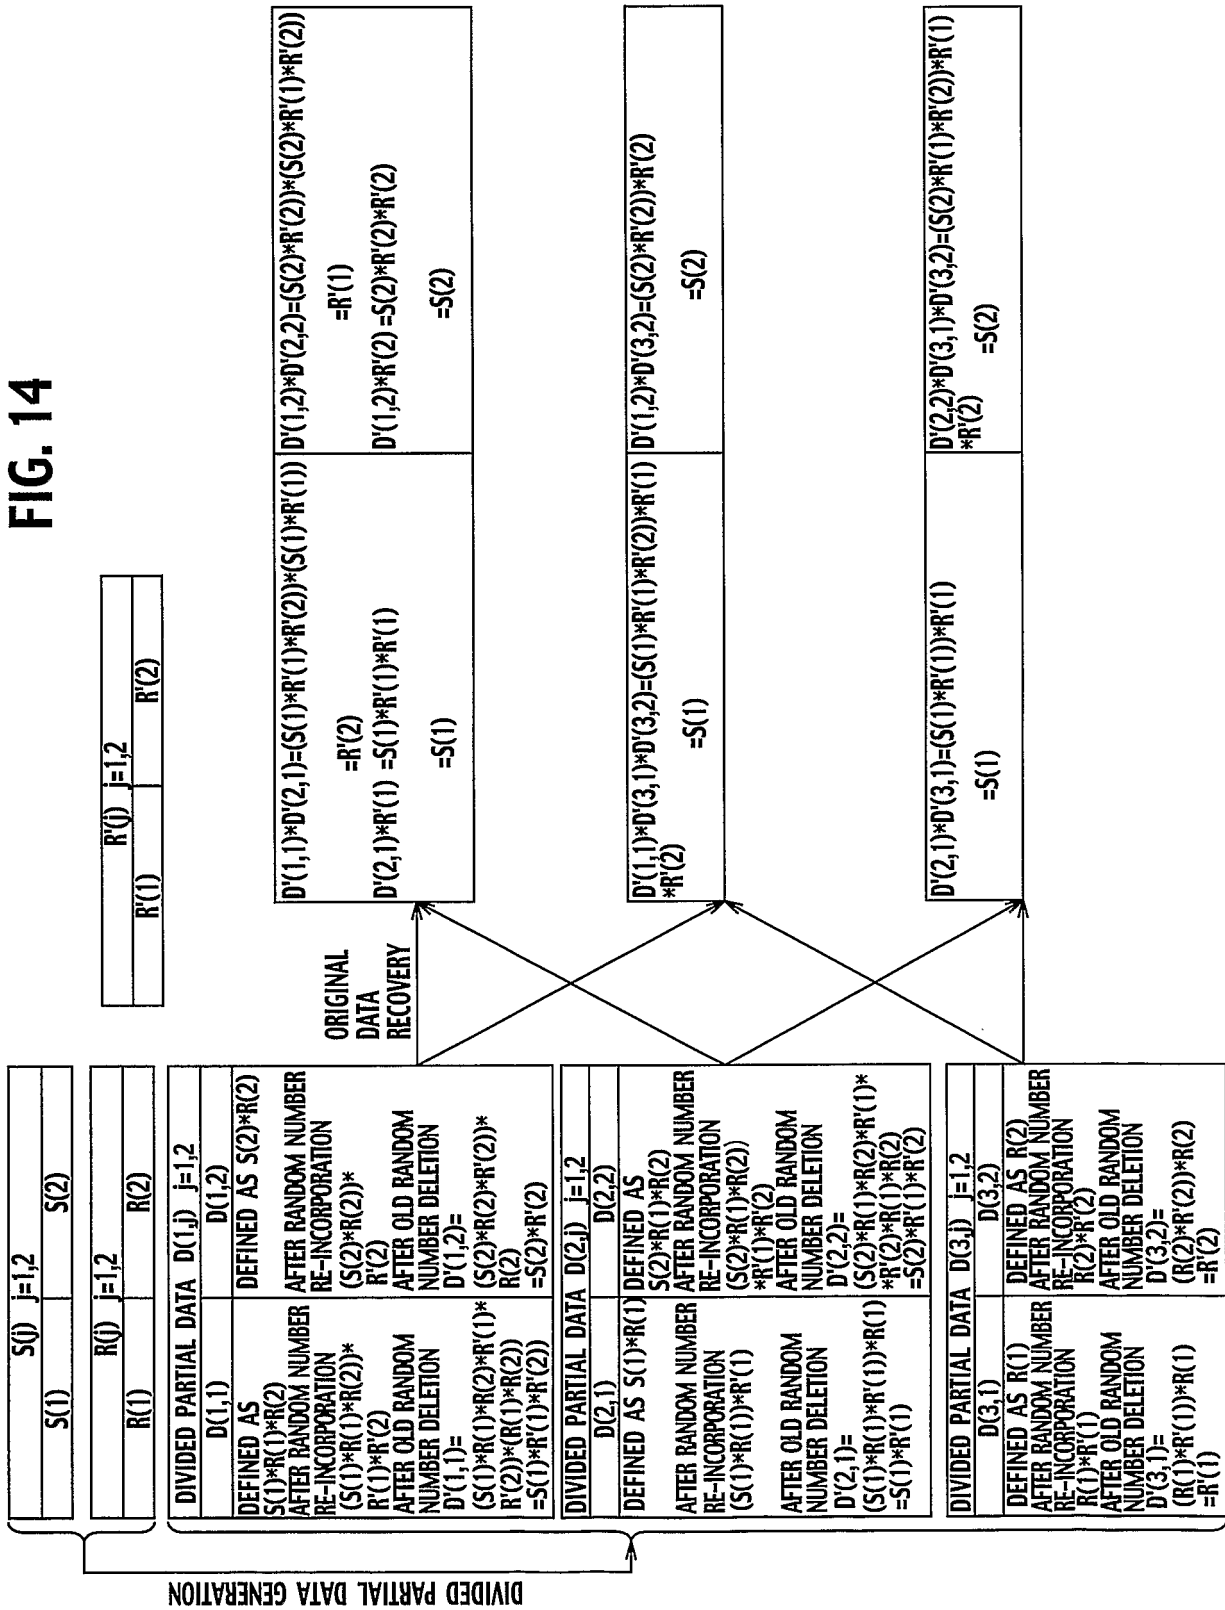 FIG. 14
S(j) j=1,2
S(1) S(2)
R(j) j=1,2
R(1) R(2)
R'(j) j=1,2
R'(1) R'(2)
DIVIDED PARTIAL DATA GENERATION
DIVIDED PARTIAL DATA D(1,j) j=1,2
D(1,1)
DEFINED AS
S(1)*R(1)*R(2)
AFTER RANDOM NUMBER
RE-INCORPORATION
(S(1)*R(1)*R(2))*
R'(1)*R'(2)
AFTER OLD RANDOM
NUMBER DELETION
D'(1,1)=
(S(1)*R(1)*R(2)*R'(1)*
R'(2))*(R(1)*R(2))
=S(1)*R'(1)*R'(2))
D(1,2)
DEFINED AS S(2)*R(2)
AFTER RANDOM NUMBER
RE-INCORPORATION
(S(2)*R(2))*
R'(2)
AFTER OLD RANDOM
NUMBER DELETION
D'(1,2)=
(S(2)*R(2)*R'(2))*
R(2)
=S(2)*R'(2)
DIVIDED PARTIAL DATA D(2,j) j=1,2
D(2,1)
DEFINED AS S(1)*R(1)
AFTER RANDOM NUMBER
RE-INCORPORATION
(S(1)*R(1))*R'(1)
AFTER OLD RANDOM
NUMBER DELETION
D'(2,1)=
(S(1)*R(1)*R'(1))*R(1)
=S(1)*R'(1)
D(2,2)
DEFINED AS
S(2)*R(1)*R(2)
AFTER RANDOM NUMBER
RE-INCORPORATION
(S(2)*R(1)*R(2))
*R'(1)*R'(2)
AFTER OLD RANDOM
NUMBER DELETION
D'(2,2)=
(S(2)*R(1)*R(2)*R'(1)*
*R'(2)*R(1)*R(2)
=S(2)*R'(1)*R'(2)
DIVIDED PARTIAL DATA D(3,j) j=1,2
D(3,1)
DEFINED AS R(1)
AFTER RANDOM NUMBER
RE-INCORPORATION
R(1)*R'(1)
AFTER OLD RANDOM
NUMBER DELETION
D'(3,1)=
(R(1)*R'(1))*R(1)
=R'(1)
D(3,2)
DEFINED AS R(2)
AFTER RANDOM NUMBER
RE-INCORPORATION
R(2)*R'(2)
AFTER OLD RANDOM
NUMBER DELETION
D'(3,2)=
(R(2)*R'(2))*R(2)
=R'(2)
ORIGINAL
DATA
RECOVERY
D'(1,1)*D'(2,1)=(S(1)*R'(1)*R'(2))*(S(1)*R'(1))
=R'(2)
D'(2,1)*R'(1) =S(1)*R'(1)*R'(1)
=S(1)
D'(1,2)*D'(2,2)=(S(2)*R'(2))*(S(2)*R'(1)*R'(2))
=R'(1)
D'(1,2)*R'(2) =S(2)*R'(2)*R'(2)
=S(2)
D'(1,1)*D'(3,1)*D'(3,2)=(S(1)*R'(1)*R'(2))*R'(1)
*R'(2)
=S(1)
D'(1,2)*D'(3,2)=(S(2)*R'(2))*R'(2)
=S(2)
D'(2,1)*D'(3,1)=(S(1)*R'(1))*R'(1)
=S(1)
D'(2,2)*D'(3,1)*D'(3,2)=(S(2)*R'(1)*R'(2))*R'(1)
*R'(2)
=S(2)